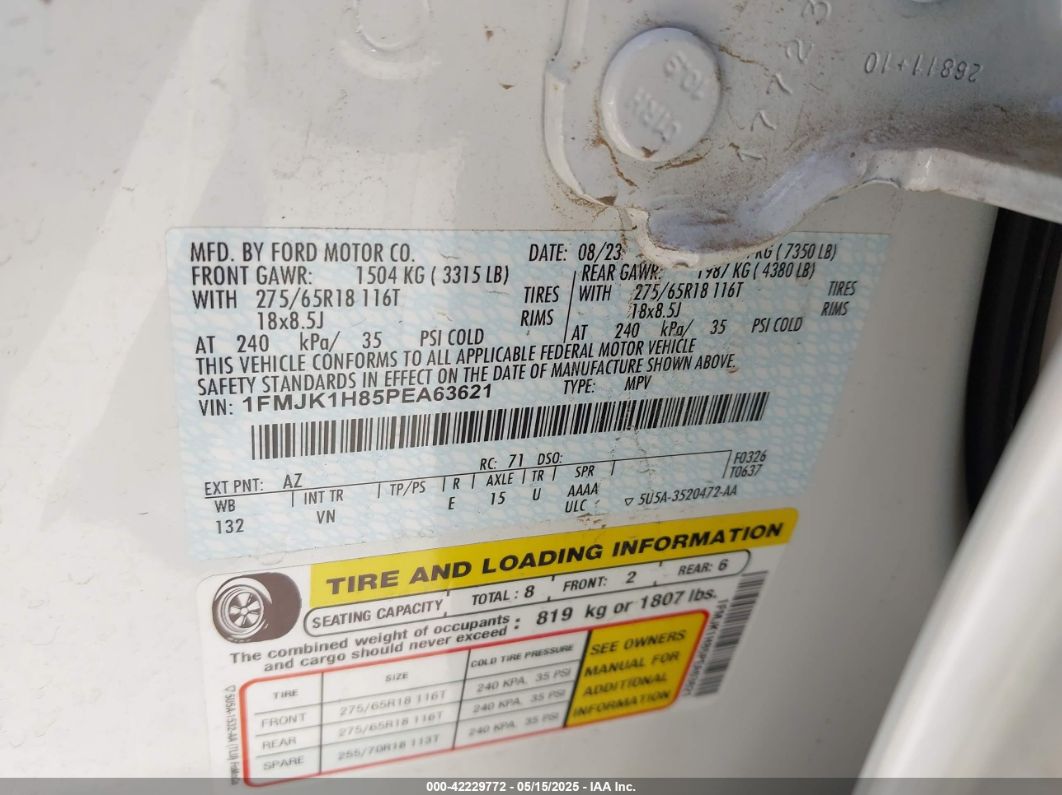 10.3
17723
26811+10
MFD. BY FORD MOTOR CO. DATE: 08/23 KG (7350 LB)
FRONT GAWR: 1504 KG (3315 LB) REAR GAWR: 1987 KG (4380 LB)
WITH 275/65R18 116T TIRES WITH 275/65R18 116T TIRES
18x8.5J RIMS 18x8.5J RIMS
AT 240 kPa/ 35 PSI COLD AT 240 kPa/ 35 PSI COLD
THIS VEHICLE CONFORMS TO ALL APPLICABLE FEDERAL MOTOR VEHICLE
SAFETY STANDARDS IN EFFECT ON THE DATE OF MANUFACTURE SHOWN ABOVE.
VIN: 1FMJK1H85PEA63621 TYPE: MPV
EXT PNT: AZ RC: 71 DSO: F0326
WB INT TR TP/PS R AXLE TR SPR T0637
132 VN E 15 U AAAA
ULC ▽ 5U5A-3520472-AA
TIRE AND LOADING INFORMATION
SEATING CAPACITY TOTAL : 8 FRONT: 2 REAR: 6
The combined weight of occupants and cargo should never exceed : 819 kg or 1807 lbs.
TIRE SIZE COLD TIRE PRESSURE
FRONT 275/65R18 116T 240 KPA, 35 PSI
REAR 275/65R18 116T 240 KPA, 35 PSI
SPARE 255/70R18 113T 240 KPA, 35 PSI
SEE OWNERS
MANUAL FOR
ADDITIONAL
INFORMATION
000-42229772 - 05/15/2025 - IAA Inc.